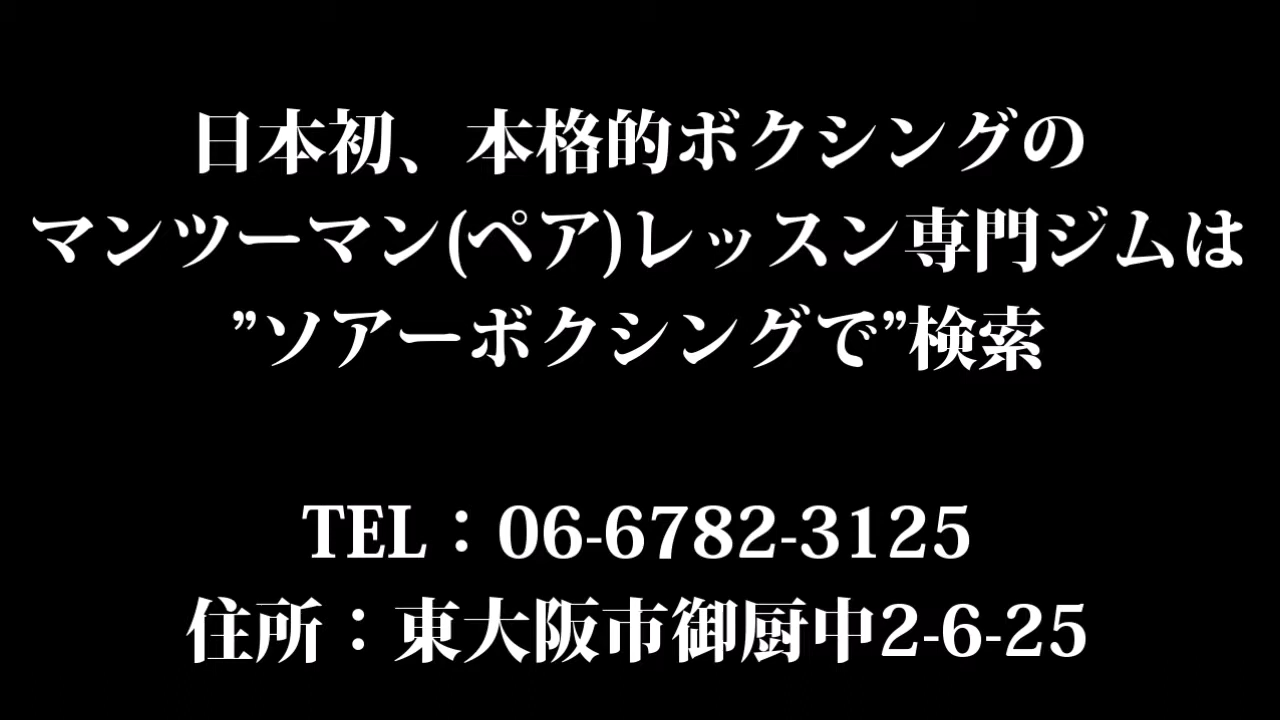 日本初、本格的ボクシングの
マンツーマン(ペア)レッスン専門ジムは
”ソアーボクシングで”検索
TEL：06-6782-3125
住所：東大阪市御厨中2-6-25